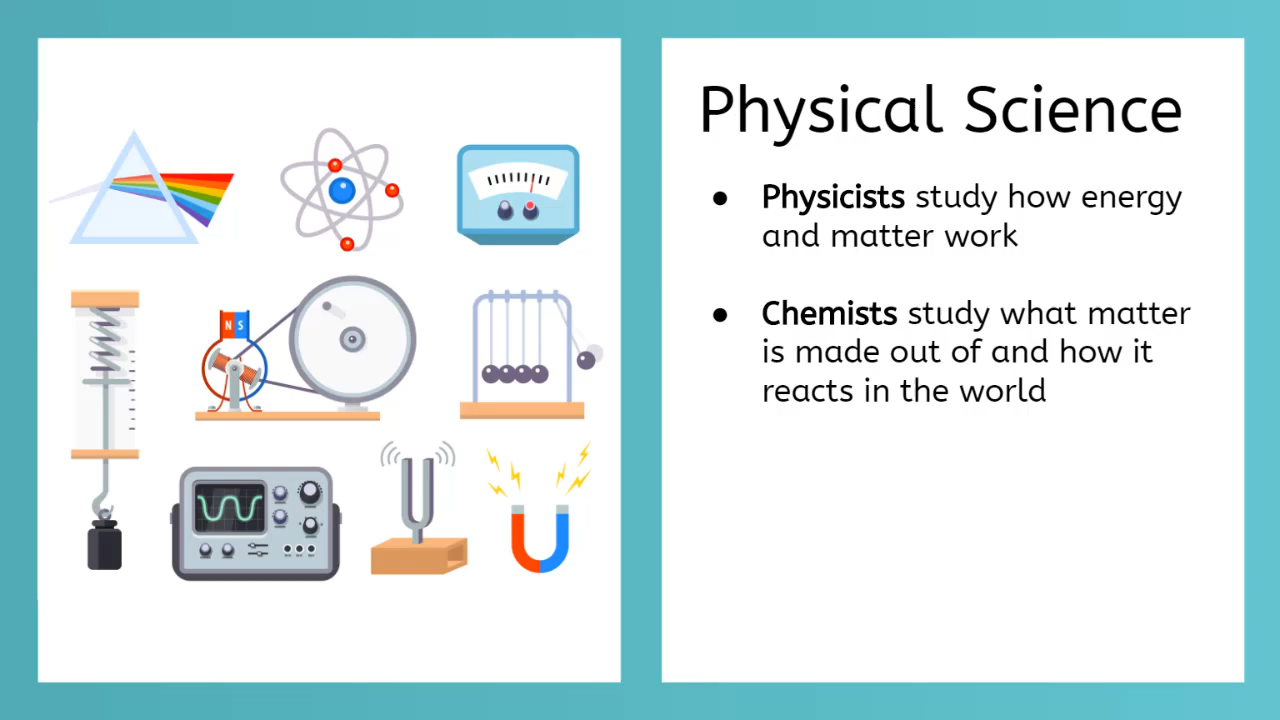 N S
Physical Science
● Physicists study how energy
and matter work
● Chemists study what matter
is made out of and how it
reacts in the world